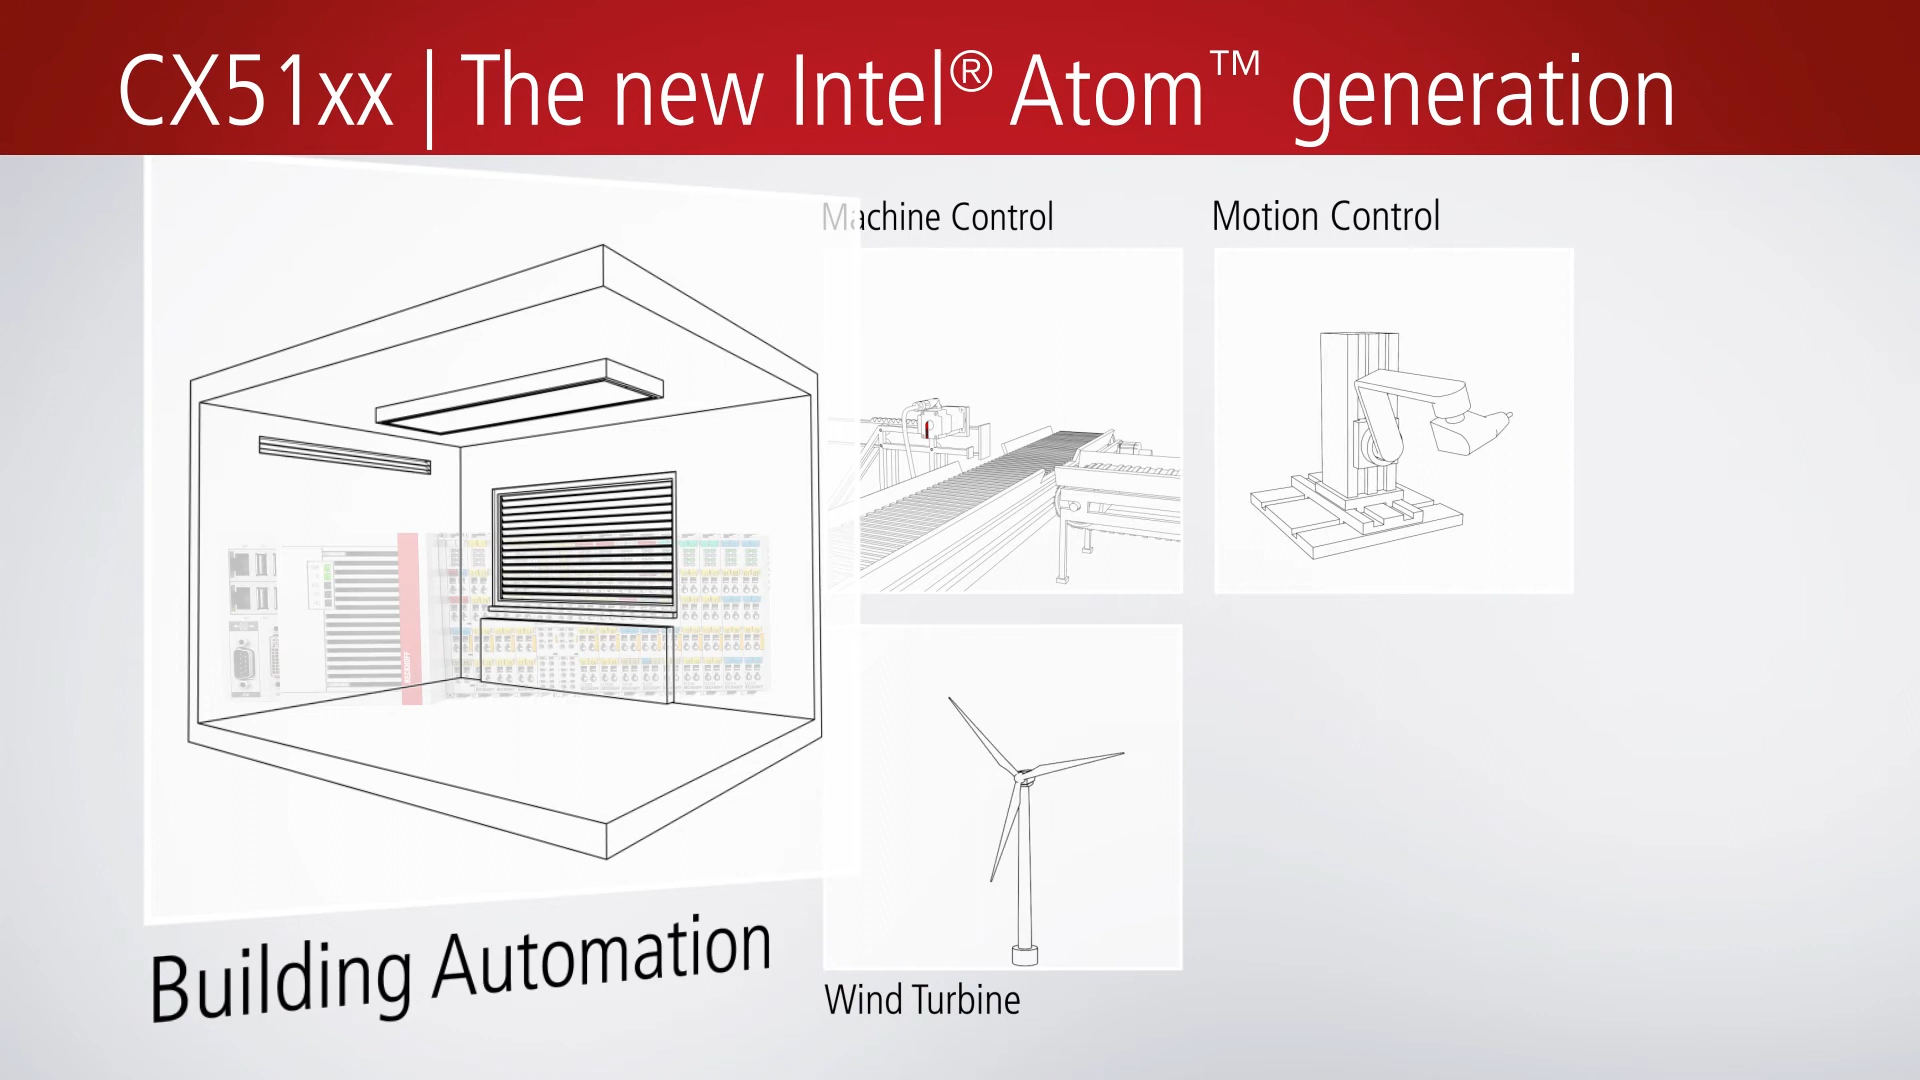 CX51xx | The new Intel® Atom™ generation
Machine Control
Motion Control
Building Automation
Wind Turbine